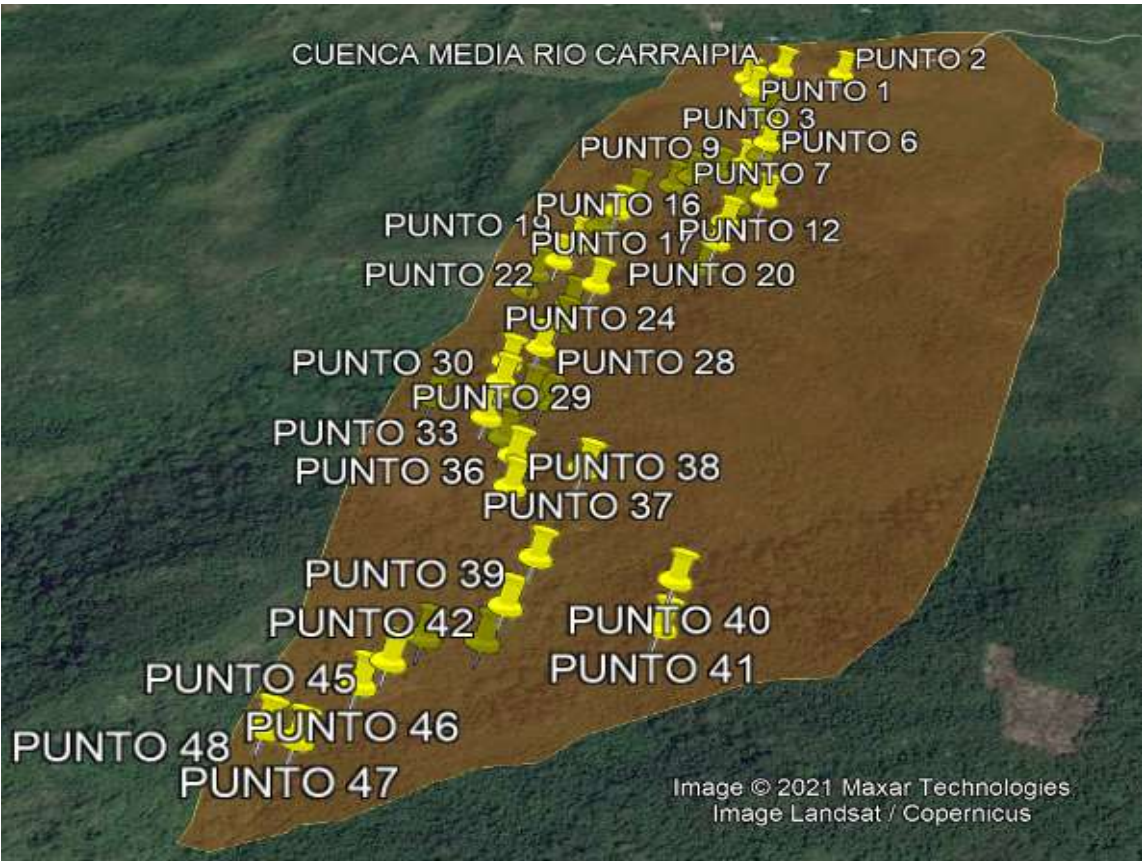 CUENCA MEDIA RIO CARRAIPIA
PUNTO 2
PUNTO 1
PUNTO 3
PUNTO 6
PUNTO 9
PUNTO 7
PUNTO 16
PUNTO 19
PUNTO 12
PUNTO 17
PUNTO 22
PUNTO 20
PUNTO 24
PUNTO 30
PUNTO 28
PUNTO 29
PUNTO 33
PUNTO 36
PUNTO 38
PUNTO 37
PUNTO 39
PUNTO 42
PUNTO 40
PUNTO 41
PUNTO 45
PUNTO 46
PUNTO 48
PUNTO 47
Image © 2021 Maxar Technologies
Image Landsat / Copernicus